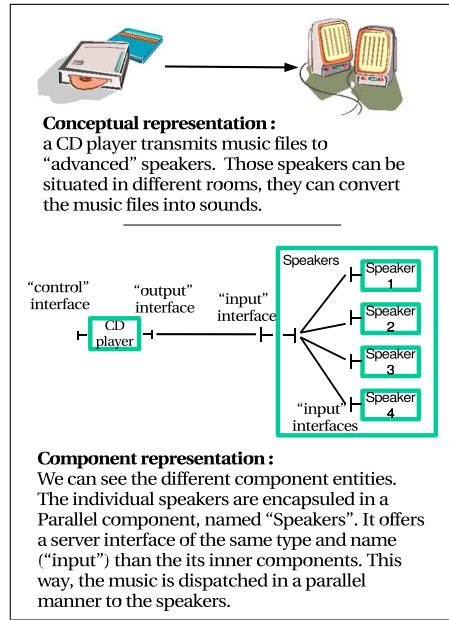 Conceptual representation :
a CD player transmits music files to
“advanced” speakers. Those speakers can be
situated in different rooms, they can convert
the music files into sounds.
“control”
interface
CD
player
“output”
interface
“input”
interface
Speakers
Speaker
1
Speaker
2
Speaker
3
Speaker
4
“input”
interfaces
Component representation :
We can see the different component entities.
The individual speakers are encapsuled in a
Parallel component, named “Speakers”. It offers
a server interface of the same type and name
(“input”) than the its inner components. This
way, the music is dispatched in a parallel
manner to the speakers.